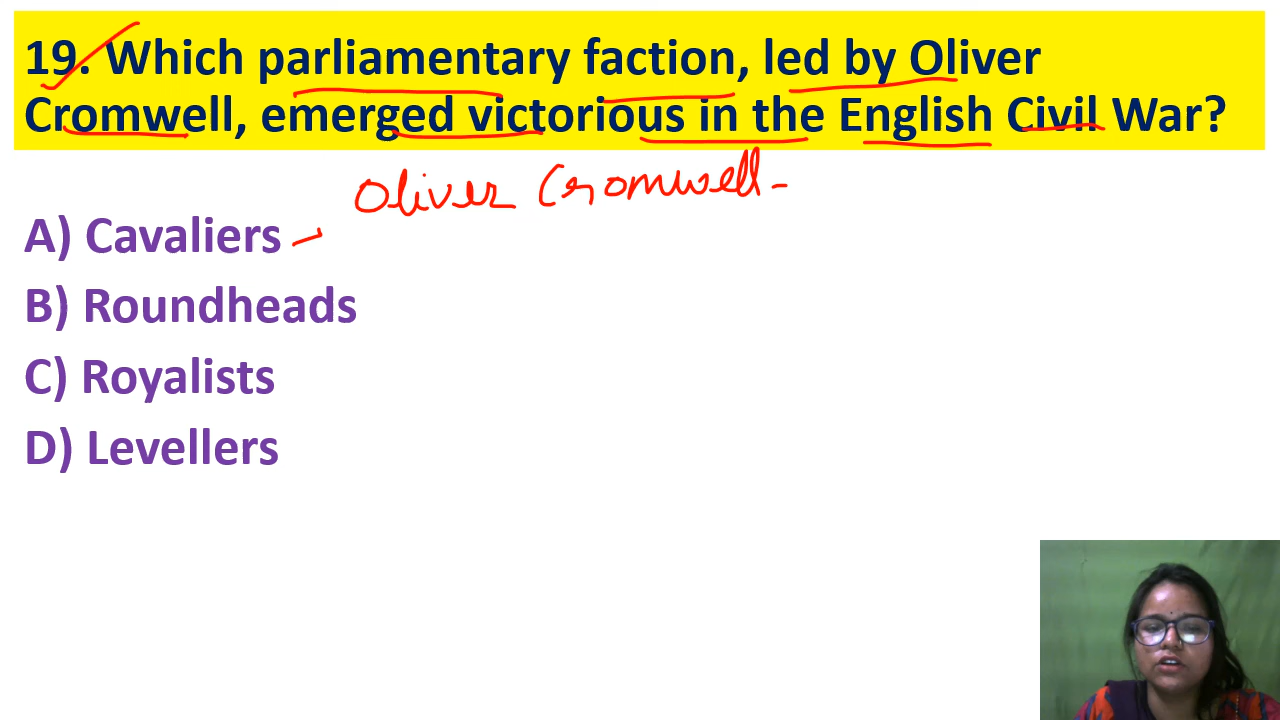 19. Which parliamentary faction, led by Oliver
Cromwell, emerged victorious in the English Civil War?
Oliver Cromwell-
A) Cavaliers -
B) Roundheads
C) Royalists
D) Levellers